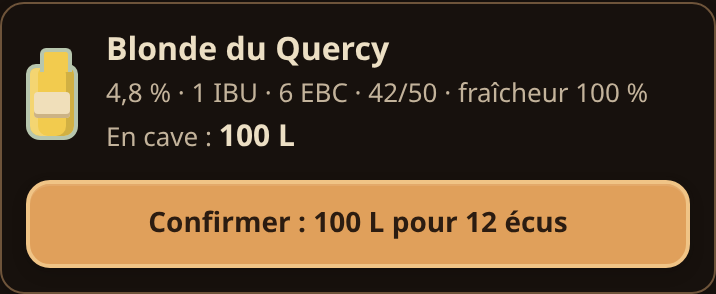 Blonde du Quercy
4,8 % · 1 IBU · 6 EBC · 42/50 · fraîcheur 100 %
En cave : 100 L
Confirmer : 100 L pour 12 écus